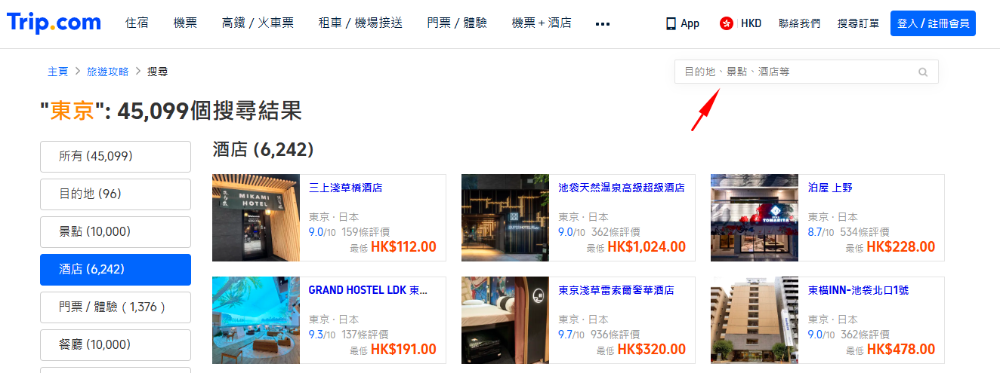 Trip.com 住宿 機票 高鐵 / 火車票 租車 / 機場接送 門票 / 體驗 機票 + 酒店 ••• App HKD 聯絡我們 搜尋訂單 登入 / 註冊會員
主頁 > 旅遊攻略 > 搜尋
目的地、景點、酒店等
"東京": 45,099個搜尋結果
所有 (45,099)
目的地 (96)
景點 (10,000)
酒店 (6,242)
門票 / 體驗 ( 1,376 )
餐廳 (10,000)
酒店 (6,242)
MIKAMI
HOTEL
三上淺草橋酒店
東京 · 日本
9.0/10 159條評價
最低 HK$112.00
池袋天然温泉高級超級酒店
東京 · 日本
9.0/10 362條評價
最低 HK$1,024.00
TOMARIYA
泊屋 上野
東京 · 日本
8.7/10 534條評價
最低 HK$228.00
GRAND HOSTEL LDK 東...
東京 · 日本
9.3/10 137條評價
最低 HK$191.00
東京淺草雷索爾奢華酒店
東京 · 日本
9.7/10 936條評價
最低 HK$320.00
東橫INN-池袋北口1號
東京 · 日本
9.0/10 362條評價
最低 HK$478.00